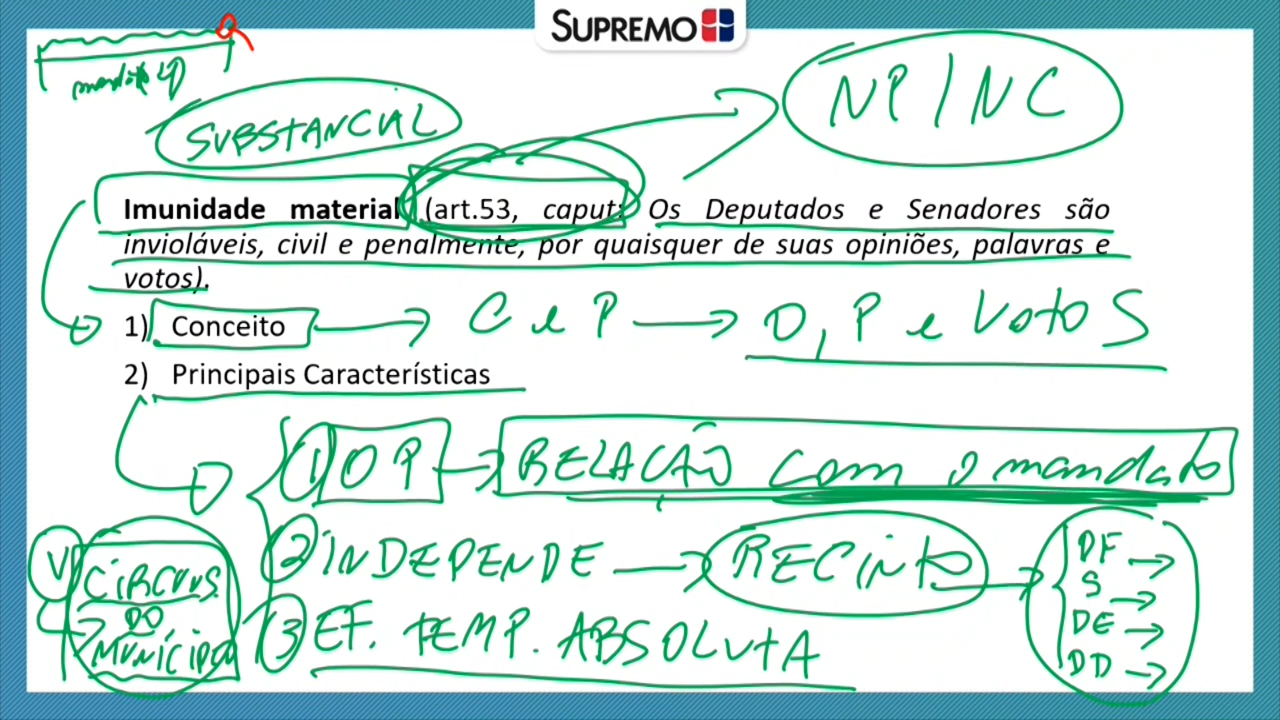 SUPREMO
mandato
SUBSTANCIAL
NP / NC
Imunidade material (art.53, caput: Os Deputados e Senadores são
invioláveis, civil e penalmente, por quaisquer de suas opiniões, palavras e
votos).
1) Conceito → C e P → O, P e VotoS
2) Principais Características
1) O P → RELAÇÃO com o mandato
2) INDEPENDE → RECINTO → DF →
S →
DE →
DD →
3) EF. TEMP. ABSOLUTA
V
CIRCUNS.
DO
MUNICÍPIO